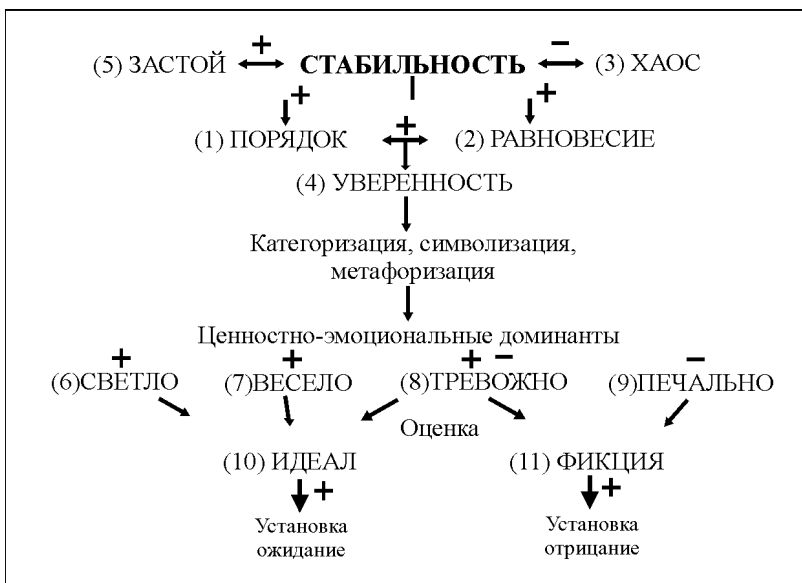 + –
(5) ЗАСТОЙ СТАБИЛЬНОСТЬ (3) ХАОС
+ + +
(1) ПОРЯДОК (2) РАВНОВЕСИЕ
(4) УВЕРЕННОСТЬ
Категоризация, символизация,
метафоризация
Ценностно-эмоциональные доминанты
+ + + – –
(6)СВЕТЛО (7)ВЕСЕЛО (8)ТРЕВОЖНО (9)ПЕЧАЛЬНО
Оценка
(10) ИДЕАЛ (11) ФИКЦИЯ
+ +
Установка Установка
ожидание отрицание